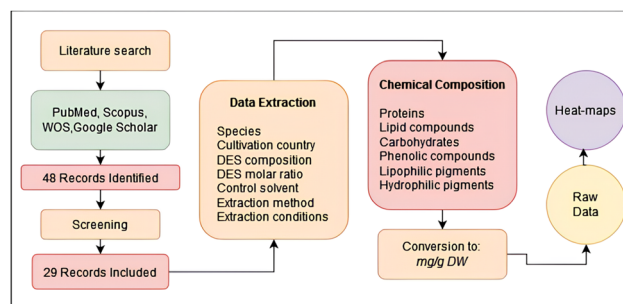 Literature search
PubMed, Scopus,
WOS,Google Scholar
48 Records Identified
Screening
29 Records Included
Data Extraction
Species
Cultivation country
DES composition
DES molar ratio
Control solvent
Extraction method
Extraction conditions
Chemical Composition
Proteins
Lipid compounds
Carbohydrates
Phenolic compounds
Lipophilic pigments
Hydrophilic pigments
Conversion to:
mg/g DW
Raw
Data
Heat-maps